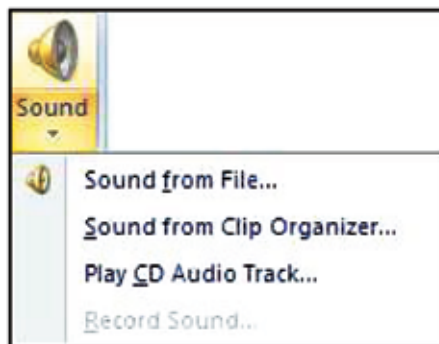 Sound
Sound from File...
Sound from Clip Organizer...
Play CD Audio Track...
Record Sound...